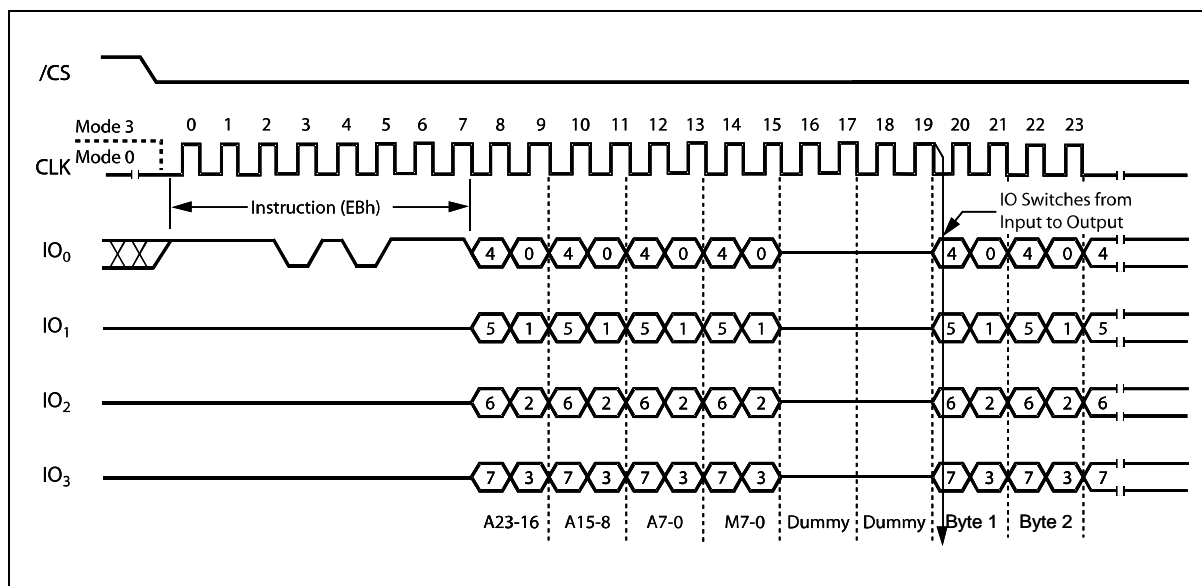 /CS
Mode 3 0 1 2 3 4 5 6 7 8 9 10 11 12 13 14 15 16 17 18 19 20 21 22 23
CLK Mode 0
Instruction (EBh)
IO Switches from
Input to Output
IO0 4 0 4 0 4 0 4 0 4 0 4 0 4
IO1 5 1 5 1 5 1 5 1 5 1 5 1 5
IO2 6 2 6 2 6 2 6 2 6 2 6 2 6
IO3 7 3 7 3 7 3 7 3 7 3 7 3 7
A23-16 A15-8 A7-0 M7-0 Dummy Dummy Byte 1 Byte 2